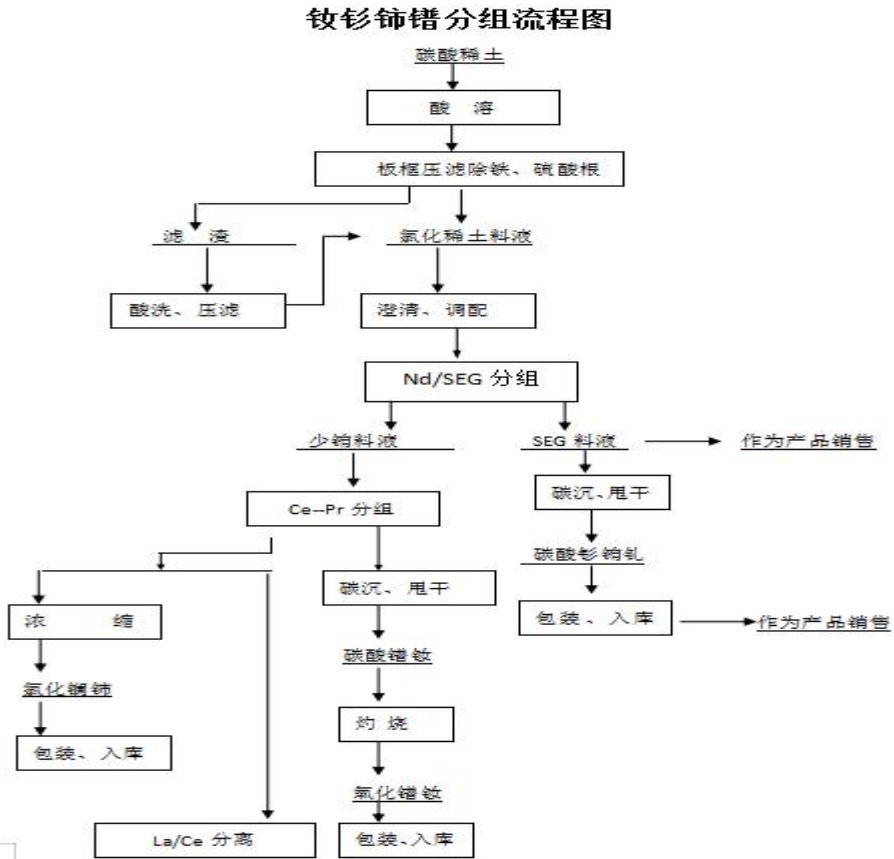 钕钐铈镨分组流程图
碳酸稀土
酸 溶
板框压滤除铁、硫酸根
滤 渣
氯化稀土料液
酸洗、压滤
澄清、调配
Nd/SEG 分组
少铕料液
SEG 料液
作为产品销售
碳沉、甩干
Ce--Pr 分组
碳酸钐铕钆
碳沉、甩干
浓 缩
包装、入库
作为产品销售
碳酸镨钕
氯化镧铈
灼 烧
包装、入库
氧化镨钕
La/Ce 分离
包装、入库